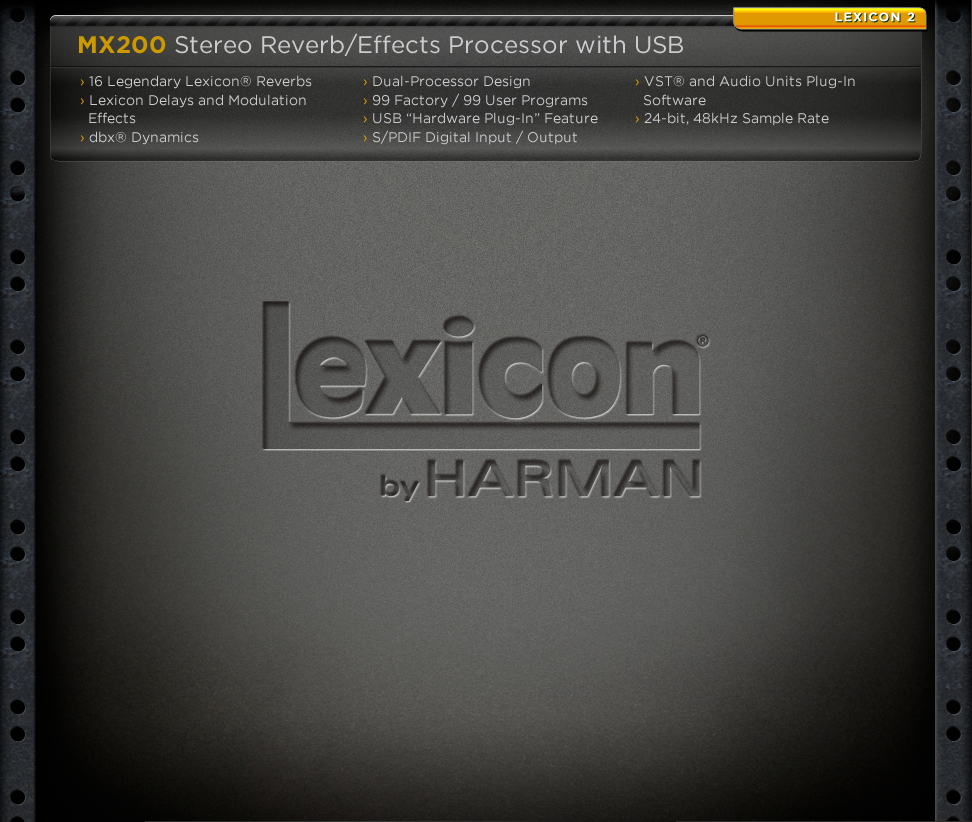 LEXICON 2
MX200 Stereo Reverb/Effects Processor with USB
› 16 Legendary Lexicon® Reverbs
› Lexicon Delays and Modulation
Effects
› dbx® Dynamics
› Dual-Processor Design
› 99 Factory / 99 User Programs
› USB “Hardware Plug-In” Feature
› S/PDIF Digital Input / Output
› VST® and Audio Units Plug-In
Software
› 24-bit, 48kHz Sample Rate
lexicon®
by HARMAN